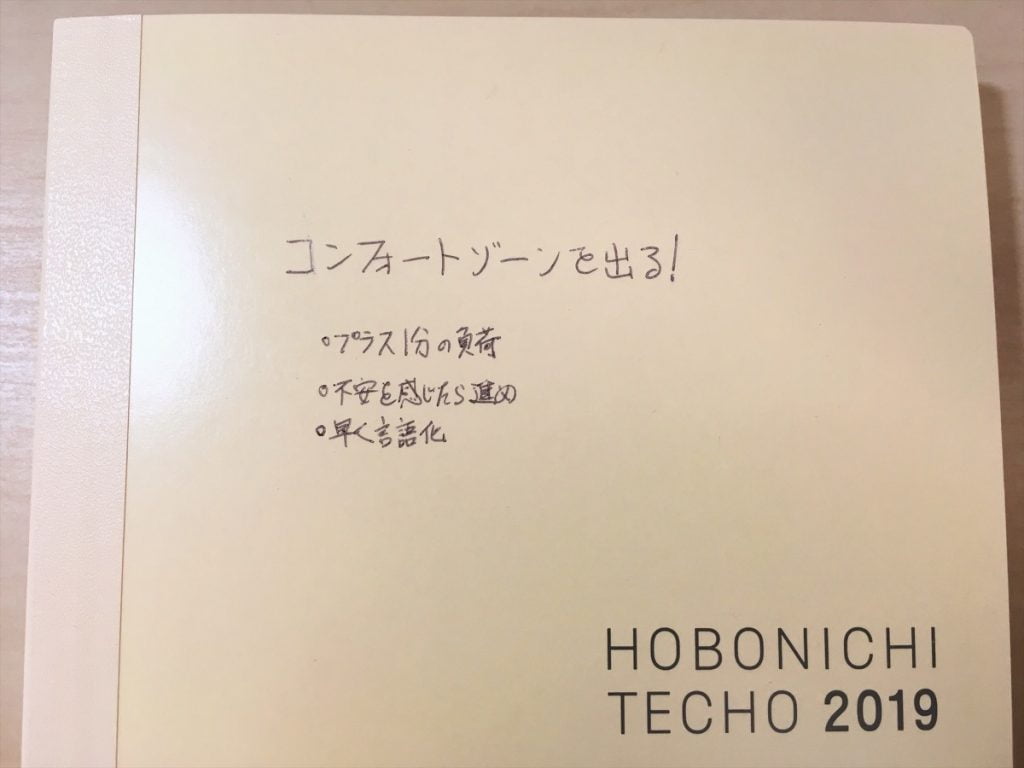 コンフォートゾーンを出る!
○プラス1分の負荷
○不安を感じたら進め
○早く言語化
HOBONICHI
TECHO 2019